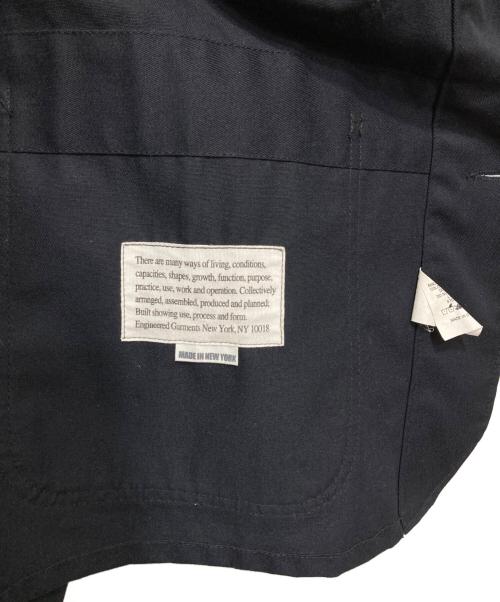 There are many ways of living, conditions,
capacities, shapes, growth, function, purpose,
practice, use, work and operation. Collectively
arranged, assembled, produced and planned;
Built showing use, process and form.
Engineered Garments New York, NY 10018
MADE IN NEW YORK